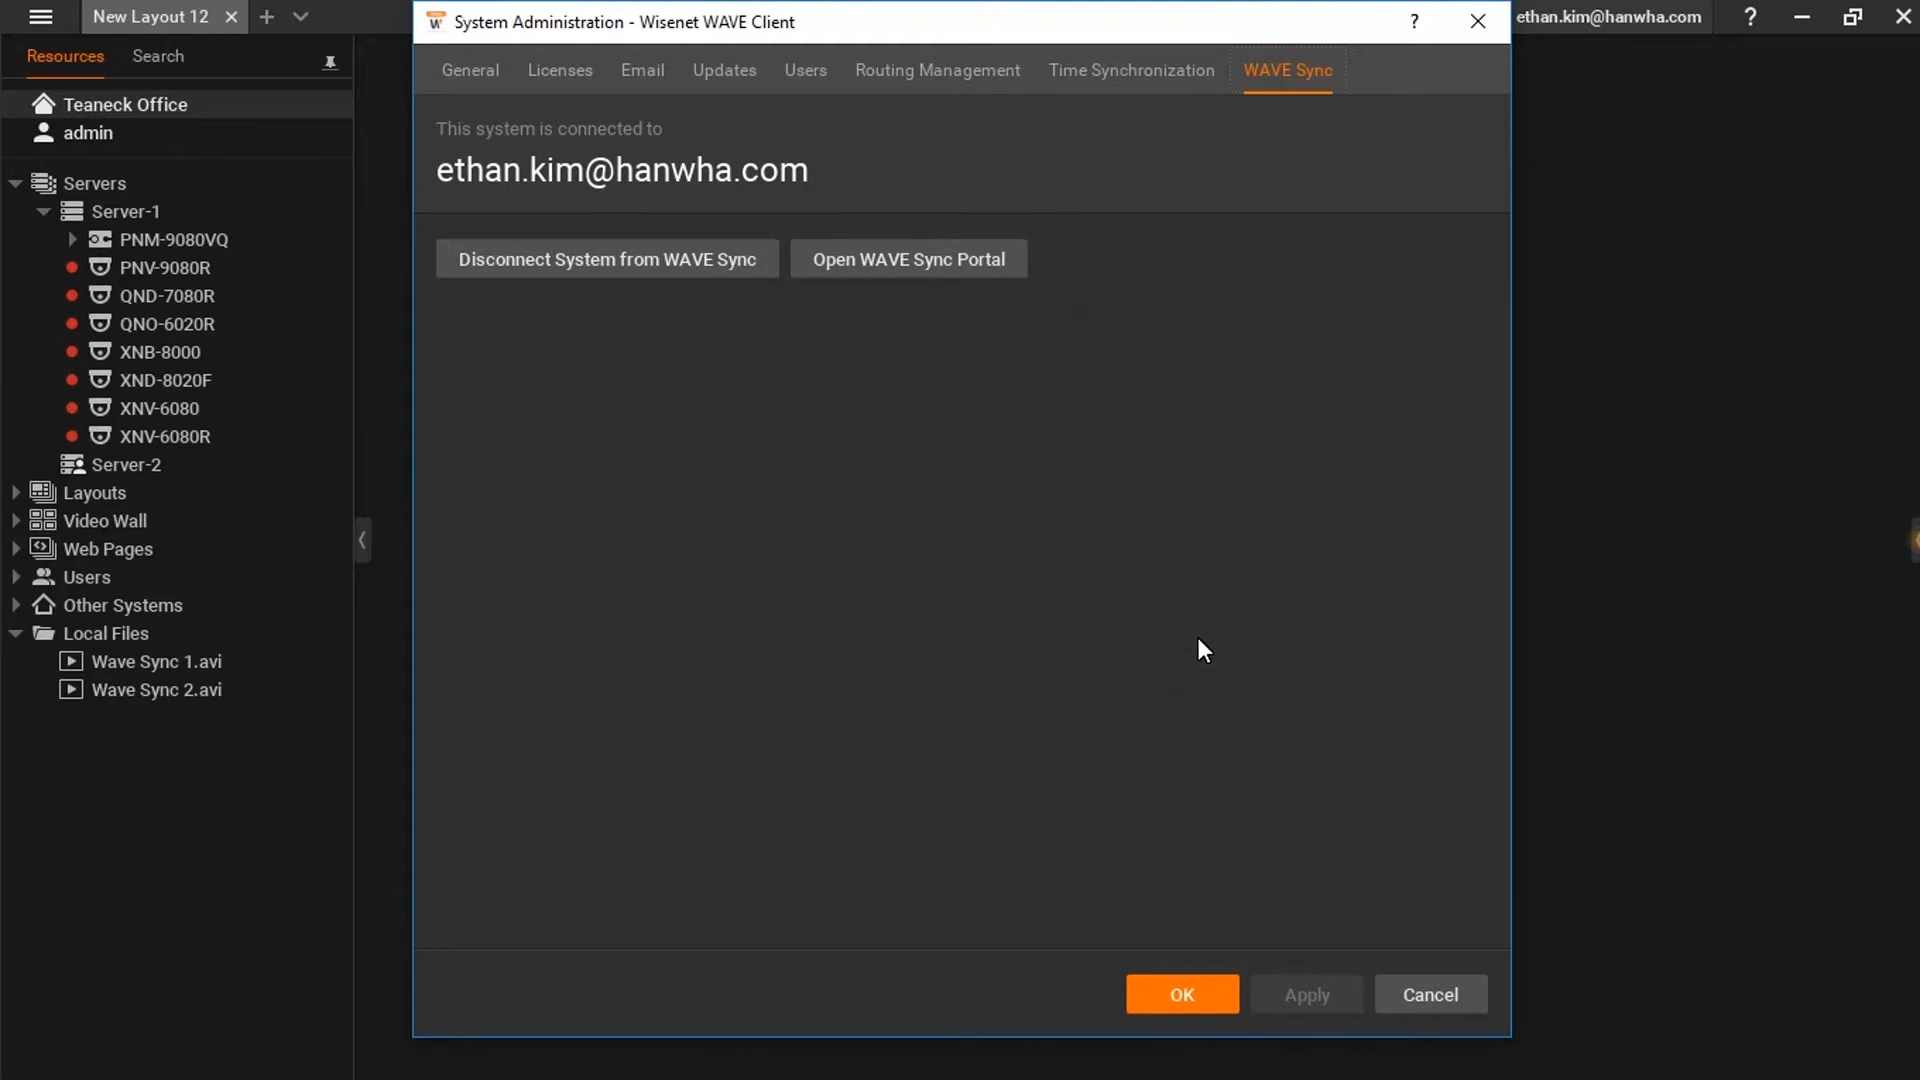 New Layout 12
System Administration - Wisenet WAVE Client
?
ethan.kim@hanwha.com
?
Resources
Search
General
Licenses
Email
Updates
Users
Routing Management
Time Synchronization
WAVE Sync
Teaneck Office
admin
This system is connected to
ethan.kim@hanwha.com
Disconnect System from WAVE Sync
Open WAVE Sync Portal
Servers
Server-1
PNM-9080VQ
PNV-9080R
QND-7080R
QNO-6020R
XNB-8000
XND-8020F
XNV-6080
XNV-6080R
Server-2
Layouts
Video Wall
Web Pages
Users
Other Systems
Local Files
Wave Sync 1.avi
Wave Sync 2.avi
OK
Apply
Cancel